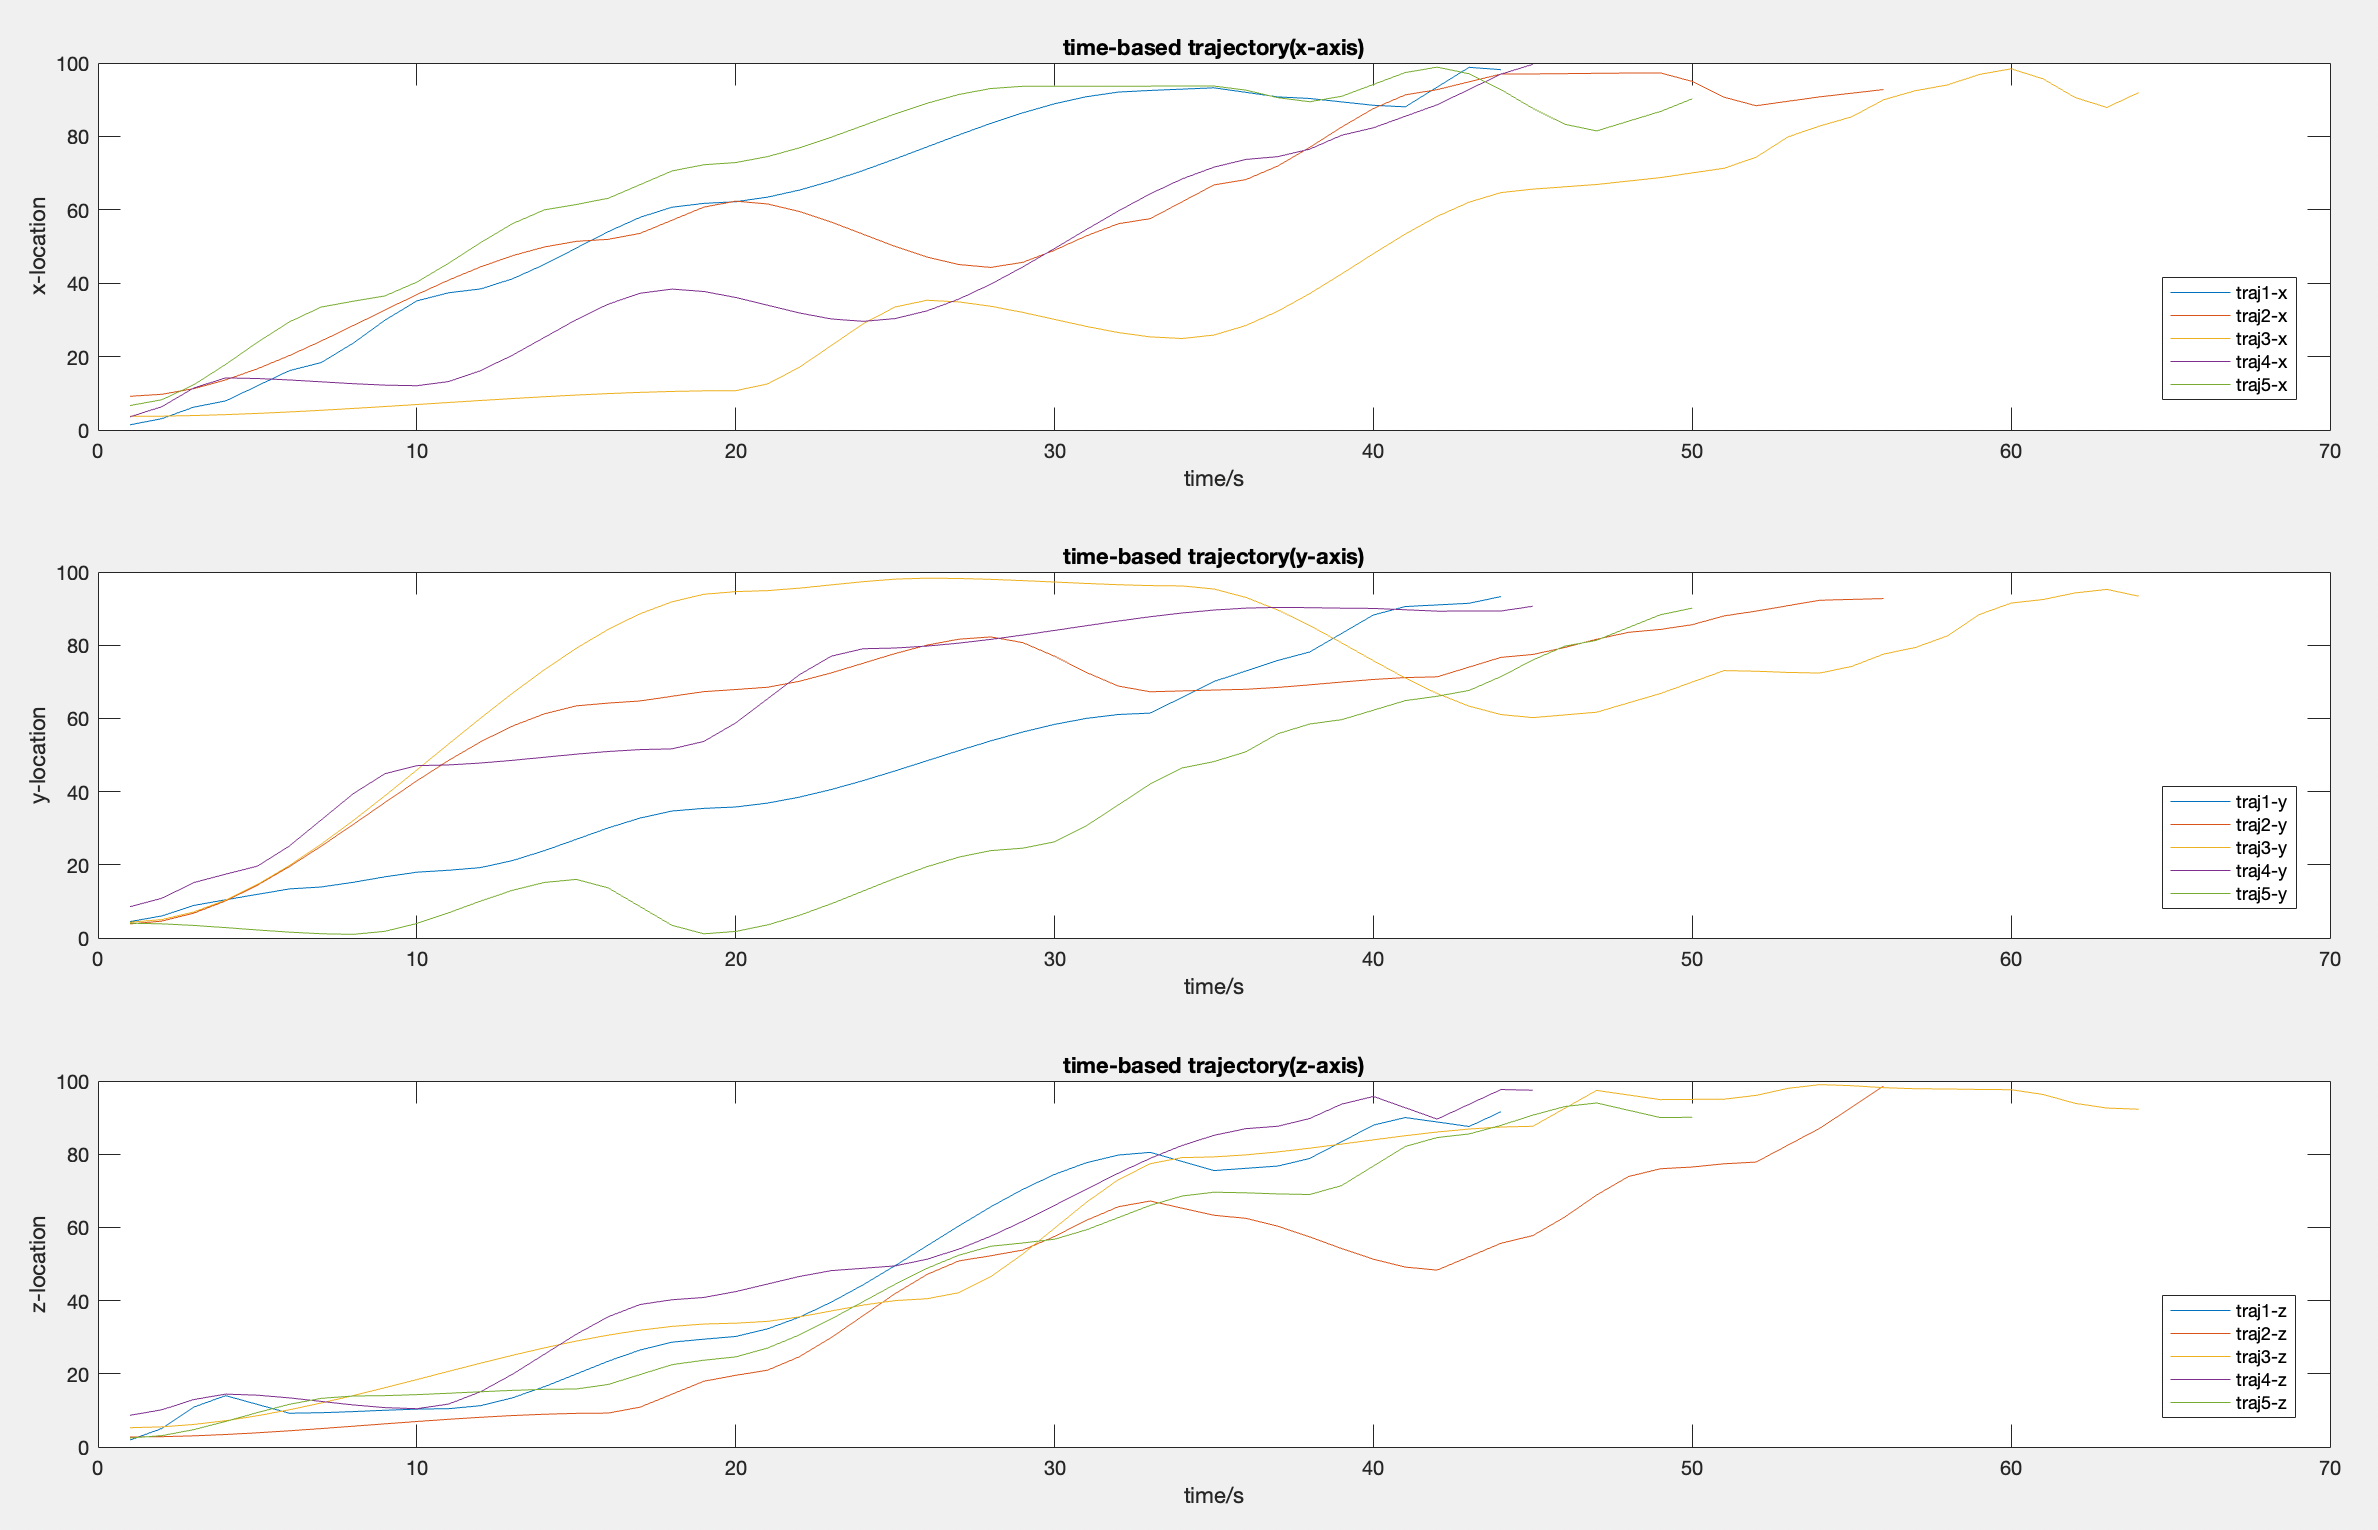 time-based trajectory(x-axis)
100
80
60
40
20
0
x-location
0 10 20 30 40 50 60 70
time/s
traj1-x
traj2-x
traj3-x
traj4-x
traj5-x
time-based trajectory(y-axis)
100
80
60
40
20
0
y-location
0 10 20 30 40 50 60 70
time/s
traj1-y
traj2-y
traj3-y
traj4-y
traj5-y
time-based trajectory(z-axis)
100
80
60
40
20
0
z-location
0 10 20 30 40 50 60 70
time/s
traj1-z
traj2-z
traj3-z
traj4-z
traj5-z